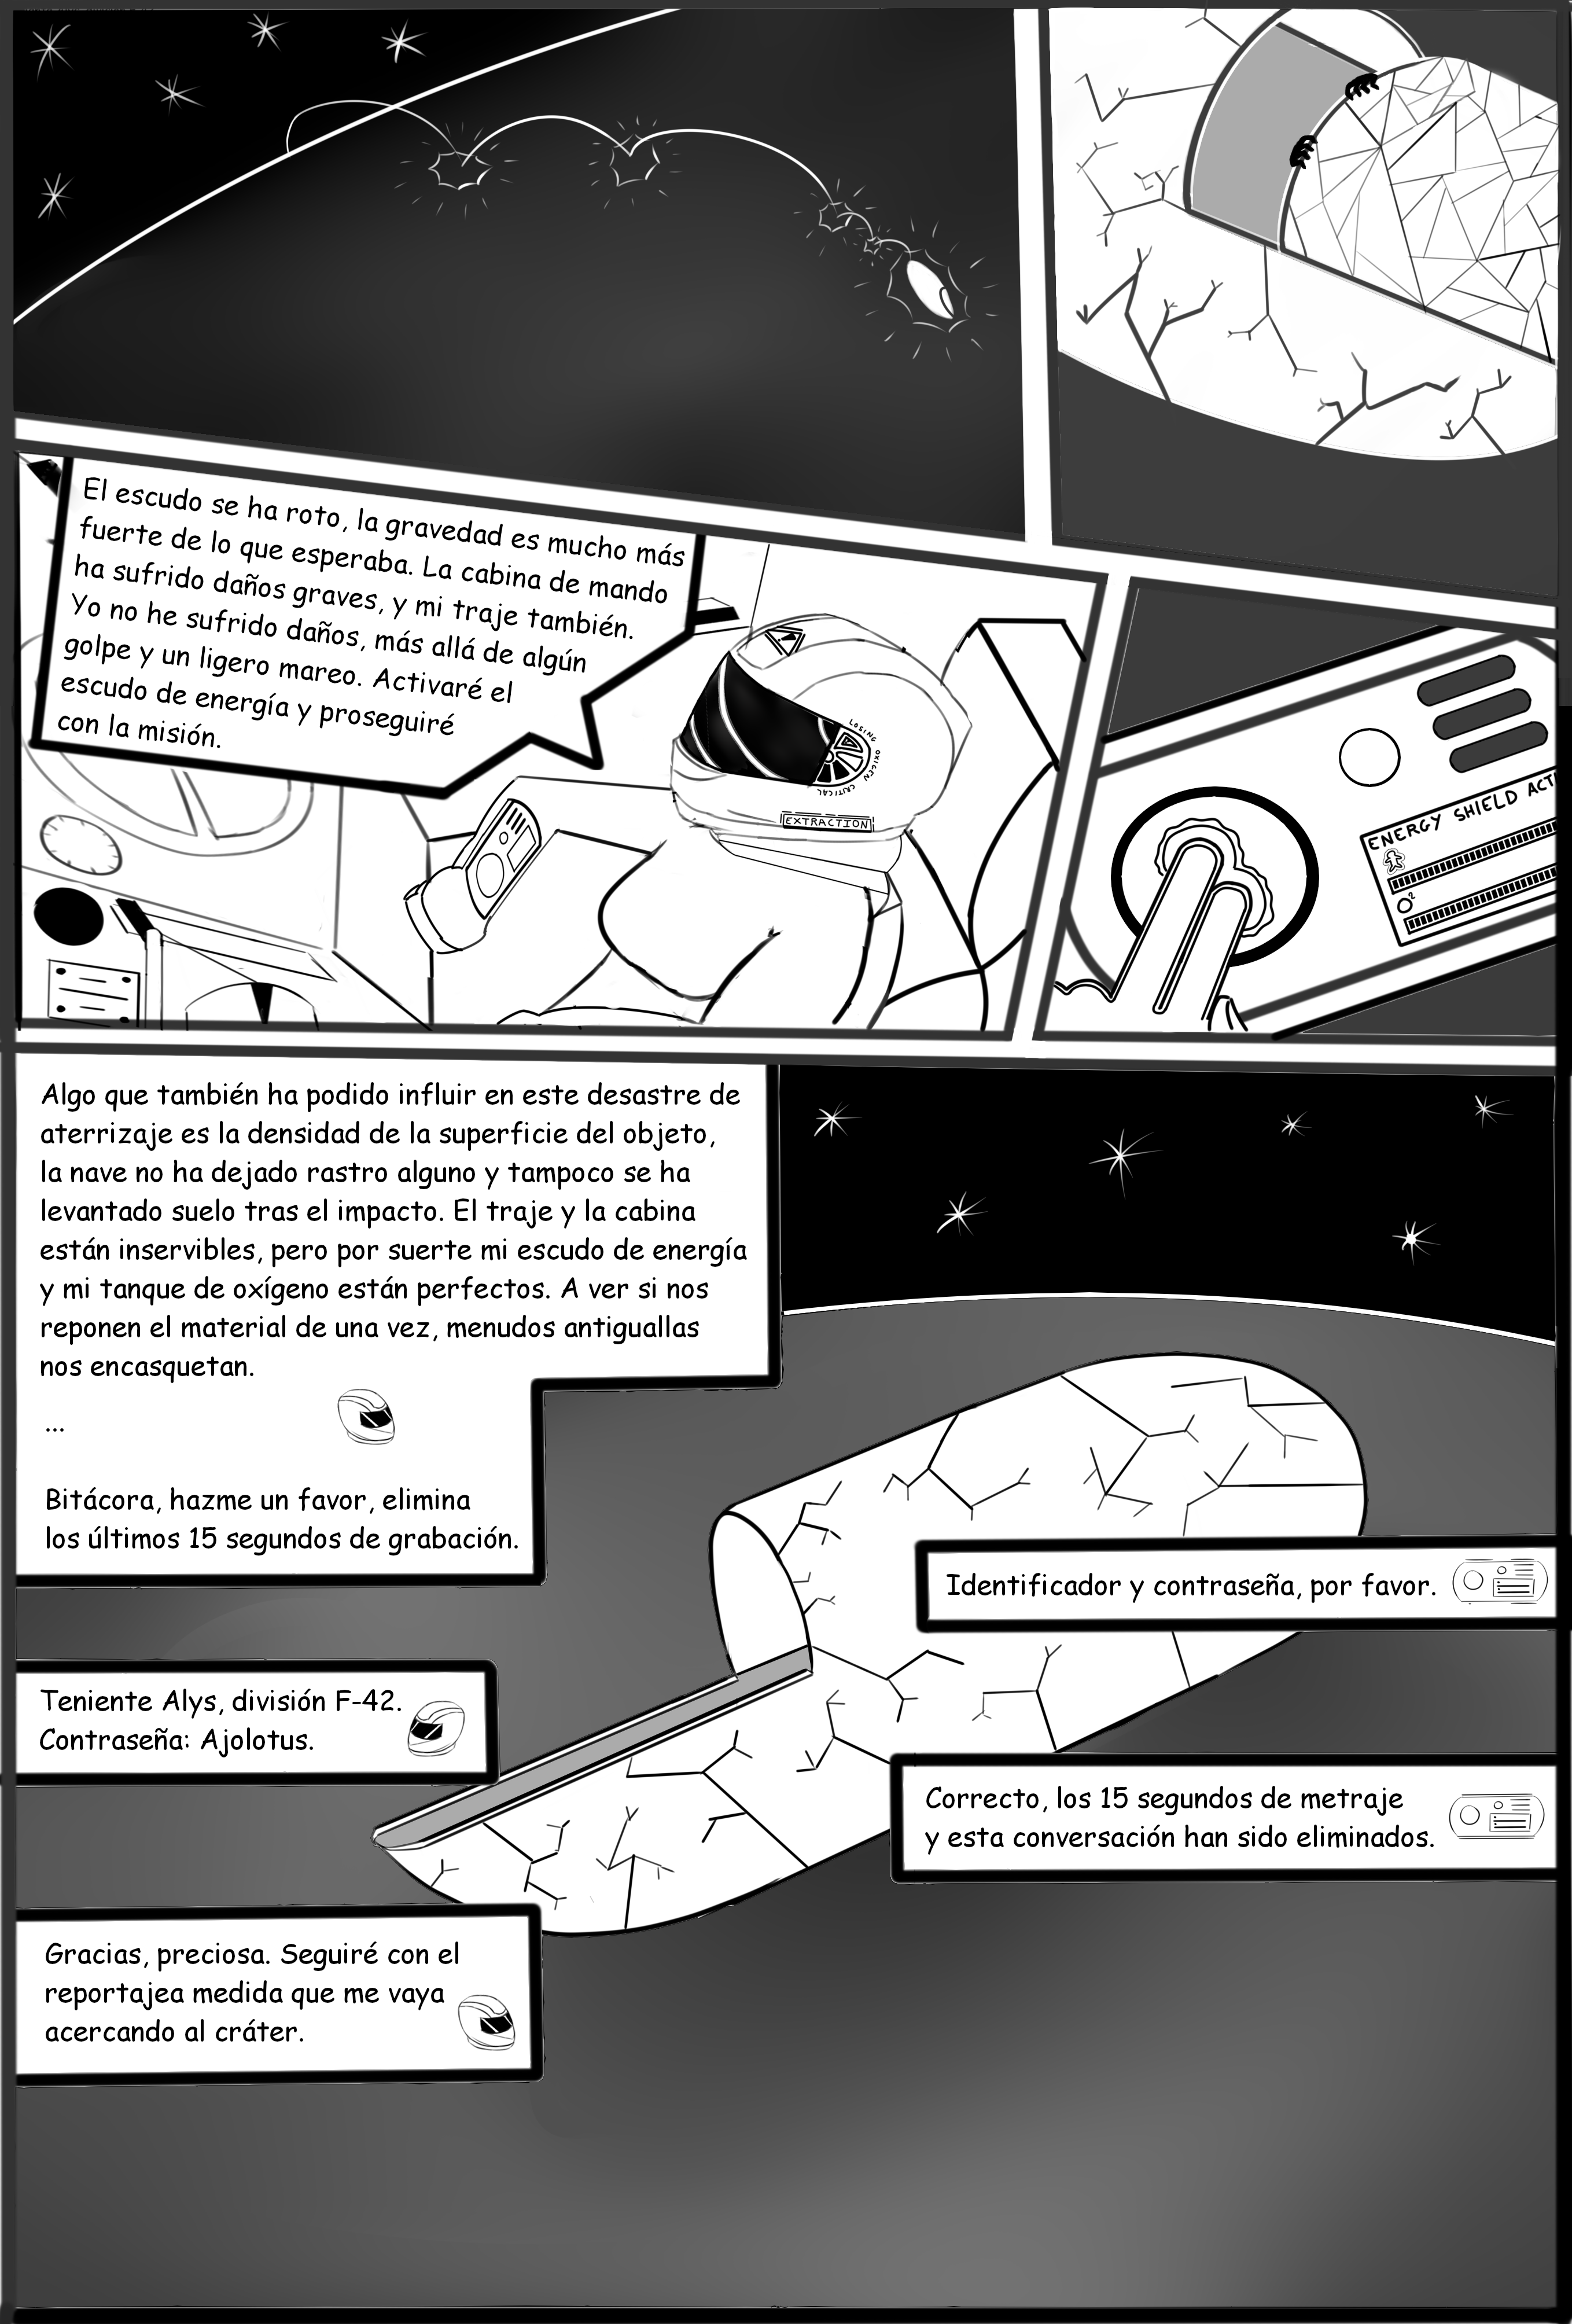 El escudo se ha roto, la gravedad es mucho más
fuerte de lo que esperaba. La cabina de mando
ha sufrido daños graves, y mi traje también.
Yo no he sufrido daños, más allá de algún
golpe y un ligero mareo. Activaré el
escudo de energía y proseguiré
con la misión.
LOSING OXIGEN CRITICAL
EXTRACTION
ENERGY SHIELD ACTI
O²
Algo que también ha podido influir en este desastre de
aterrizaje es la densidad de la superficie del objeto,
la nave no ha dejado rastro alguno y tampoco se ha
levantado suelo tras el impacto. El traje y la cabina
están inservibles, pero por suerte mi escudo de energía
y mi tanque de oxígeno están perfectos. A ver si nos
reponen el material de una vez, menudos antiguallas
nos encasquetan.
...
Bitácora, hazme un favor, elimina
los últimos 15 segundos de grabación.
Identificador y contraseña, por favor.
Teniente Alys, división F-42.
Contraseña: Ajolotus.
Correcto, los 15 segundos de metraje
y esta conversación han sido eliminados.
Gracias, preciosa. Seguiré con el
reportajea medida que me vaya
acercando al cráter.